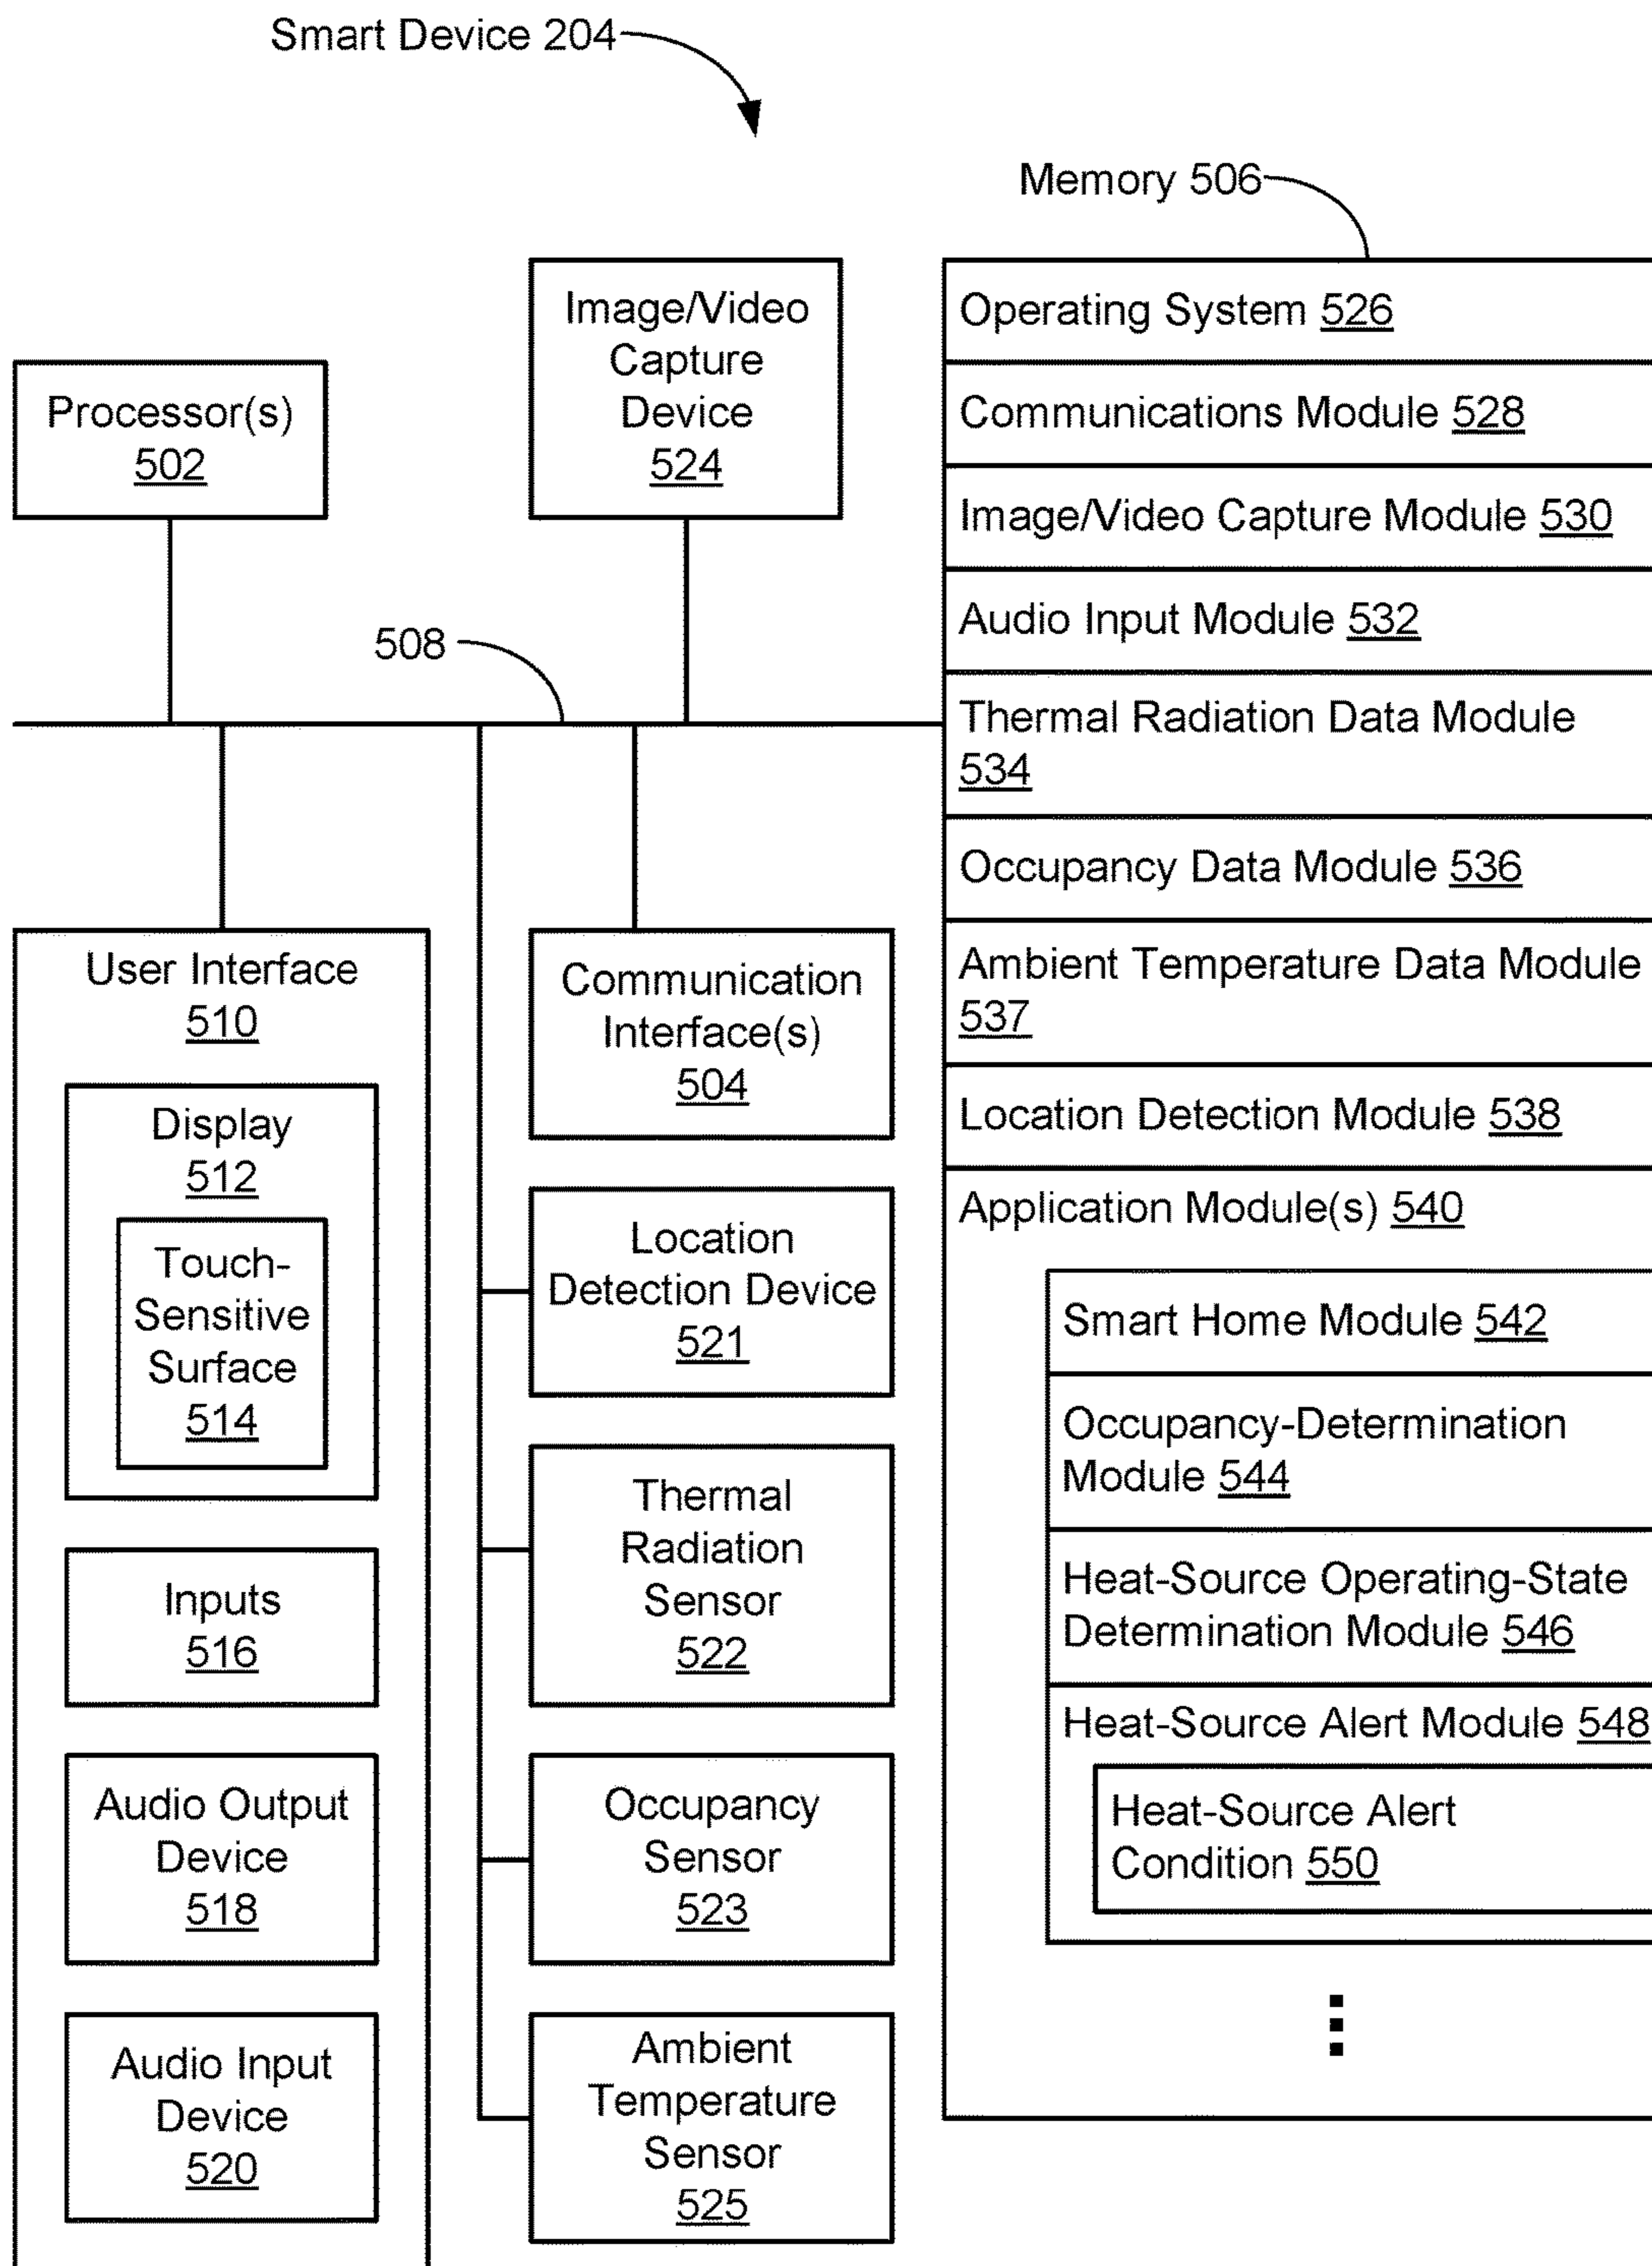 Smart Device 204
Memory 506
Processor(s)
502
Image/Video
Capture
Device
524
508
User Interface
510
Display
512
Touch-
Sensitive
Surface
514
Inputs
516
Audio Output
Device
518
Audio Input
Device
520
Communication
Interface(s)
504
Location
Detection Device
521
Thermal
Radiation
Sensor
522
Occupancy
Sensor
523
Ambient
Temperature
Sensor
525
Operating System 526
Communications Module 528
Image/Video Capture Module 530
Audio Input Module 532
Thermal Radiation Data Module
534
Occupancy Data Module 536
Ambient Temperature Data Module
537
Location Detection Module 538
Application Module(s) 540
Smart Home Module 542
Occupancy-Determination
Module 544
Heat-Source Operating-State
Determination Module 546
Heat-Source Alert Module 548
Heat-Source Alert
Condition 550